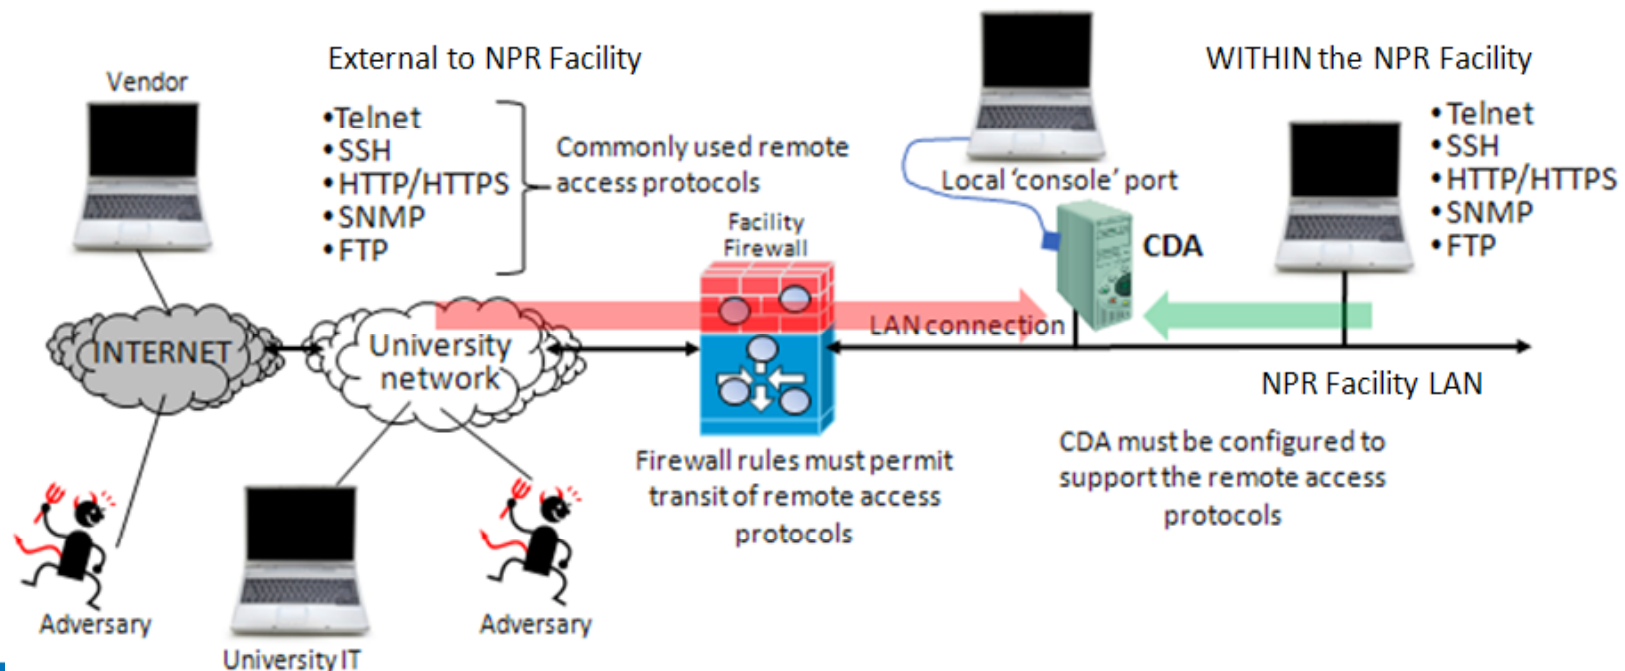 External to NPR Facility
WITHIN the NPR Facility
Vendor
•Telnet
•SSH
•HTTP/HTTPS
•SNMP
•FTP
Commonly used remote
access protocols
Local 'console' port
•Telnet
•SSH
•HTTP/HTTPS
•SNMP
•FTP
Facility
Firewall
CDA
LAN connection
INTERNET
University
network
NPR Facility LAN
Firewall rules must permit
transit of remote access
protocols
CDA must be configured to
support the remote access
protocols
Adversary
University IT
Adversary